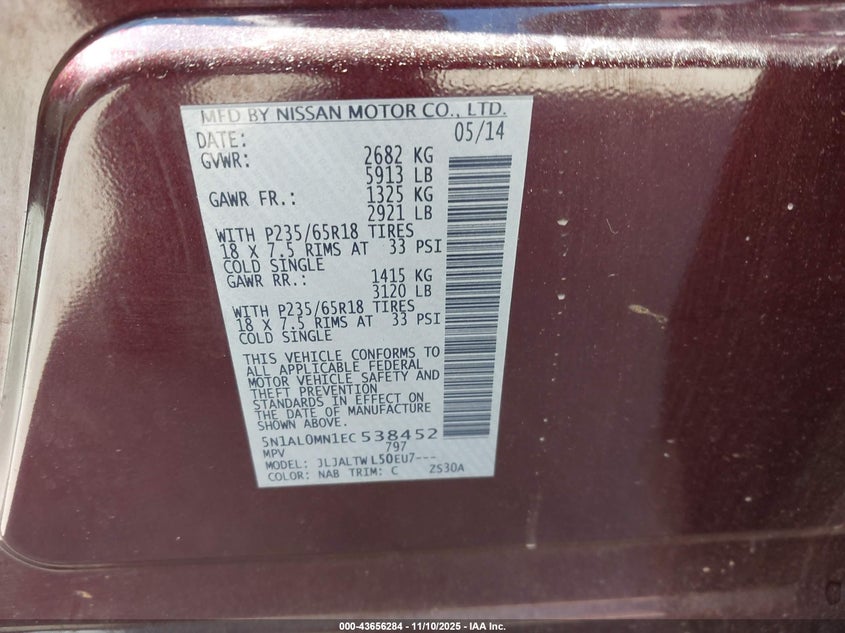 MFD BY NISSAN MOTOR CO., LTD.
DATE: 05/14
GVWR: 2682 KG
5913 LB
GAWR FR.: 1325 KG
2921 LB
WITH P235/65R18 TIRES
18 X 7.5 RIMS AT 33 PSI
COLD SINGLE
GAWR RR.: 1415 KG
3120 LB
WITH P235/65R18 TIRES
18 X 7.5 RIMS AT 33 PSI
COLD SINGLE
THIS VEHICLE CONFORMS TO
ALL APPLICABLE FEDERAL
MOTOR VEHICLE SAFETY AND
THEFT PREVENTION
STANDARDS IN EFFECT ON
THE DATE OF MANUFACTURE
SHOWN ABOVE.
5N1AL0MN1EC538452
MPV 797
MODEL: JLJALTWL50EU7---
COLOR: NAB TRIM: C ZS30A
000-43656284 - 11/10/2025 - IAA Inc.